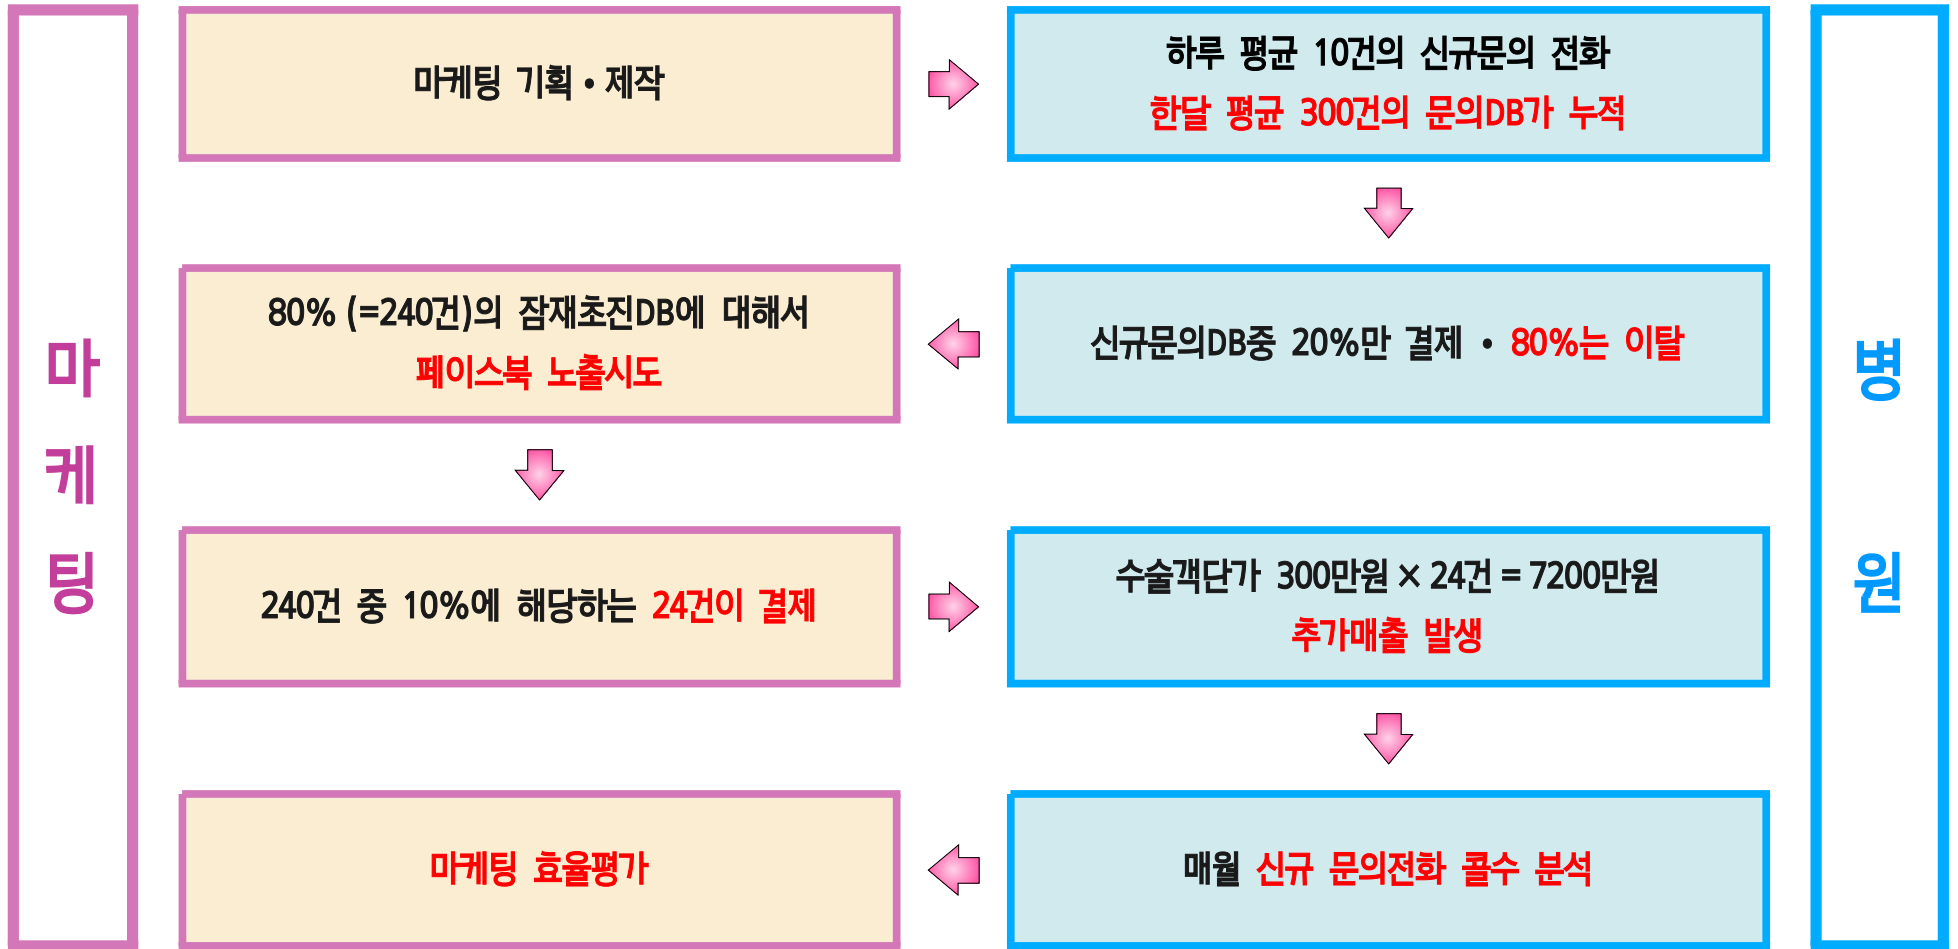 마케팅
마케팅 기획 • 제작
하루 평균 10건의 신규문의 전화
한달 평균 300건의 문의DB가 누적
신규문의DB중 20%만 결제 • 80%는 이탈
80% (=240건)의 잠재초진DB에 대해서
페이스북 노출시도
240건 중 10%에 해당하는 24건이 결제
수술객단가 300만원 × 24건 = 7200만원
추가매출 발생
매월 신규 문의전화 콜수 분석
마케팅 효율평가
병원